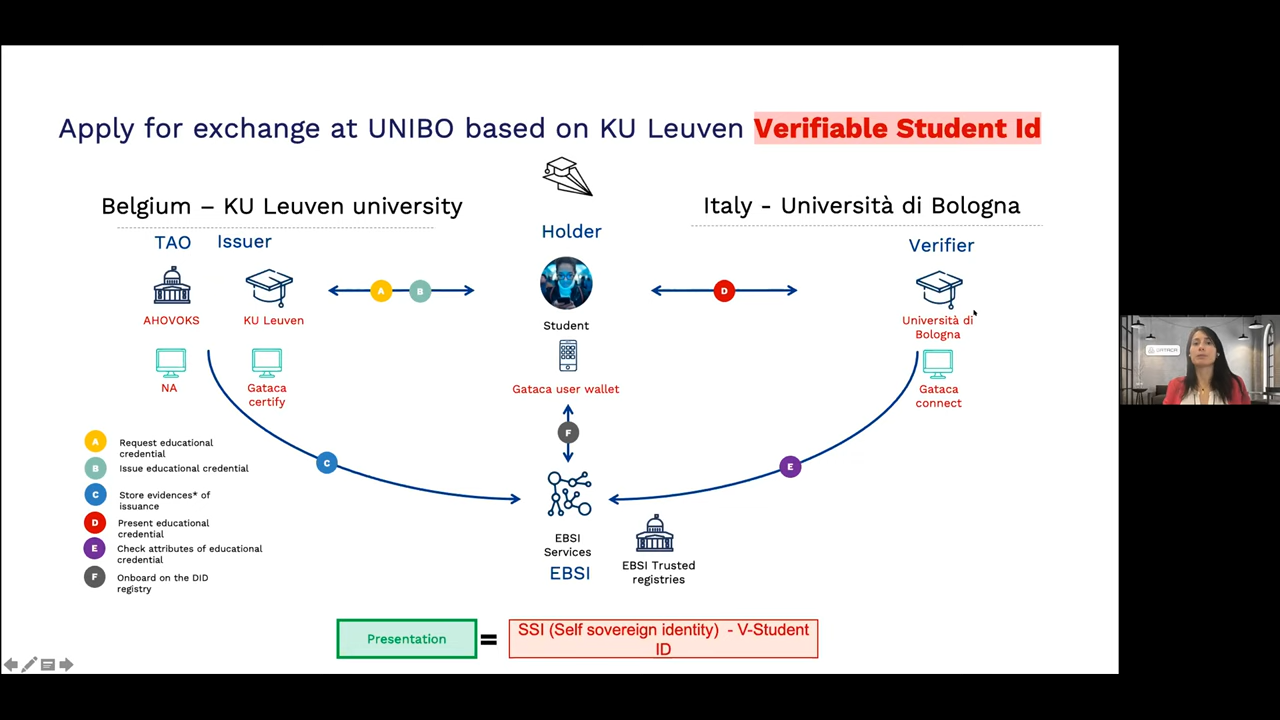 Apply for exchange at UNIBO based on KU Leuven Verifiable Student Id
Belgium – KU Leuven university
Italy - Università di Bologna
TAO
Issuer
Holder
Verifier
AHOVOKS
KU Leuven
A
B
Student
D
Università di
Bologna
NA
Gataca
certify
Gataca user wallet
Gataca
connect
F
C
E
A
Request educational
credential
B
Issue educational credential
C
Store evidences* of
issuance
D
Present educational
credential
E
Check attributes of educational
credential
F
Onboard on the DID
registry
EBSI
Services
EBSI
EBSI Trusted
registries
Presentation
=
SSI (Self sovereign identity) - V-Student
ID